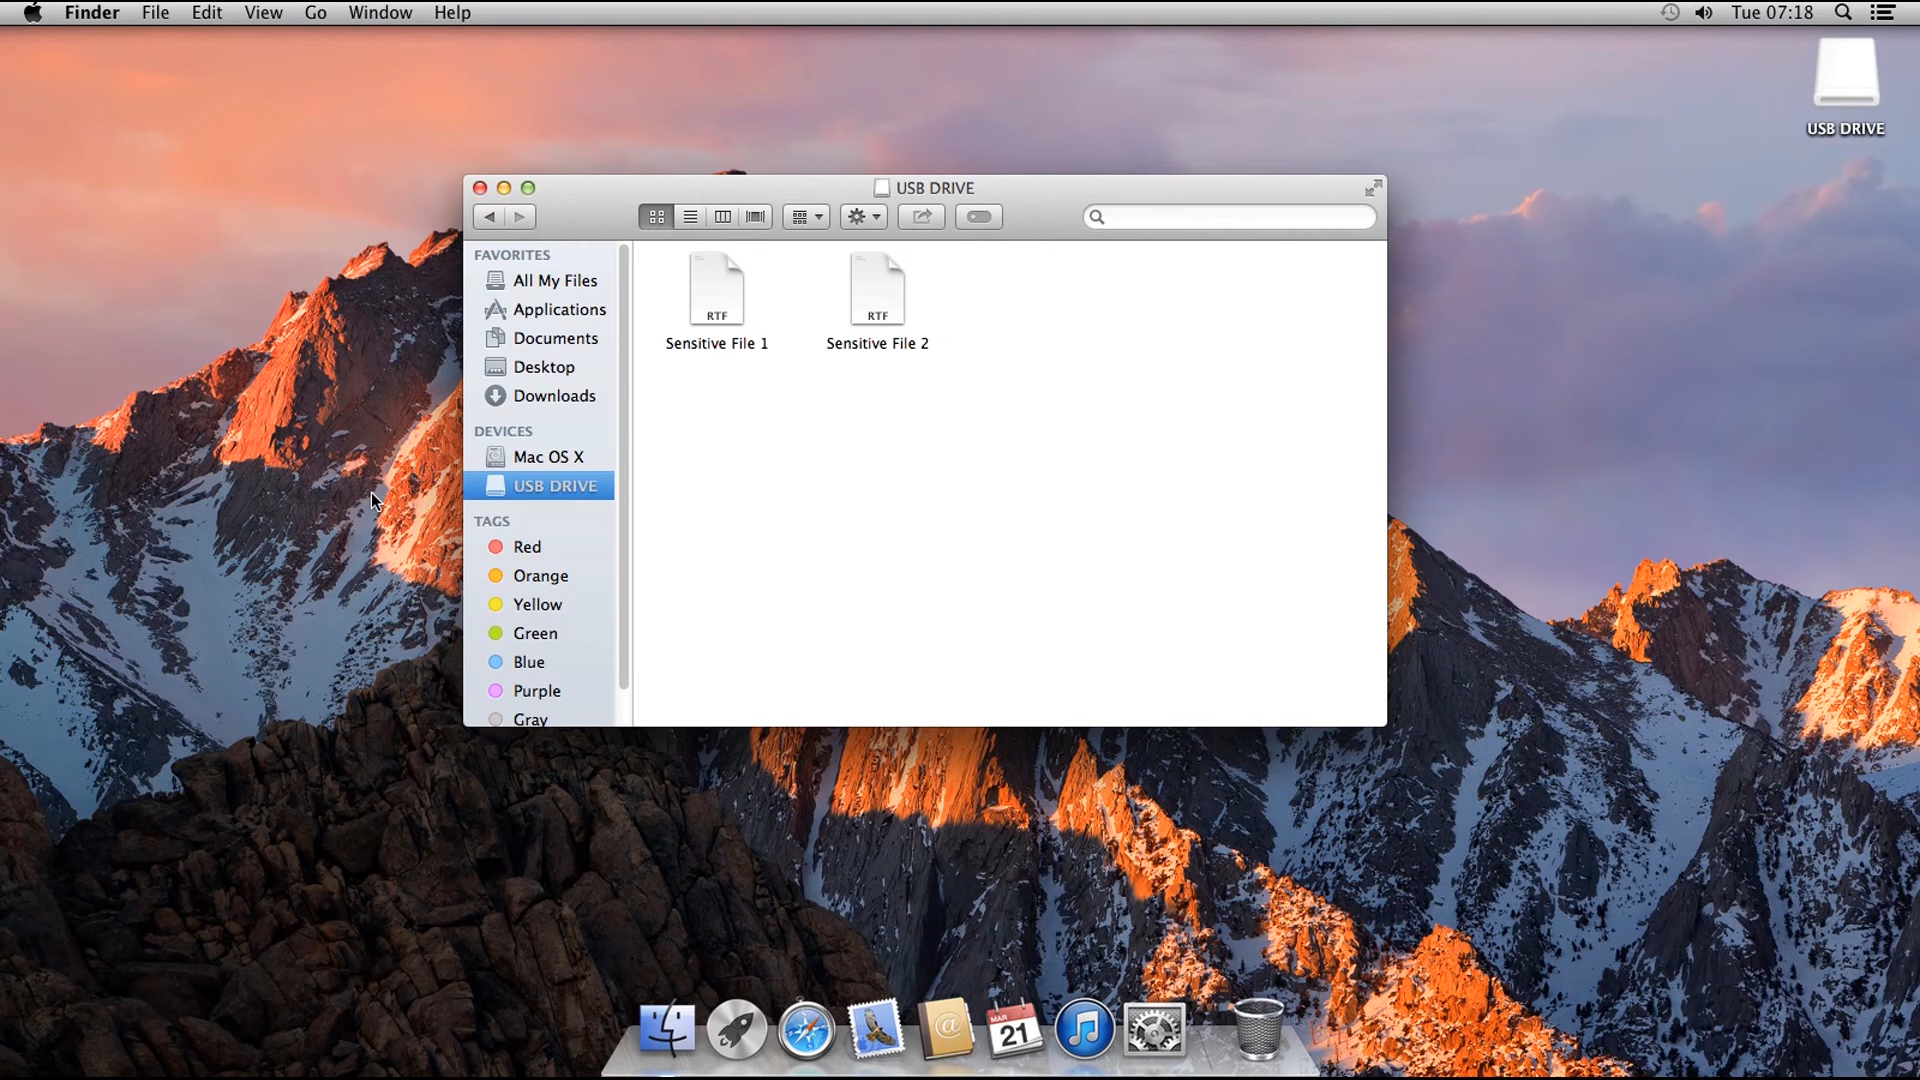 Finder File Edit View Go Window Help Tue 07:18
USB DRIVE
USB DRIVE
FAVORITES
All My Files
Applications
Documents
Desktop
Downloads
DEVICES
Mac OS X
USB DRIVE
TAGS
Red
Orange
Yellow
Green
Blue
Purple
Gray
RTF RTF
Sensitive File 1 Sensitive File 2
@
MAR
21